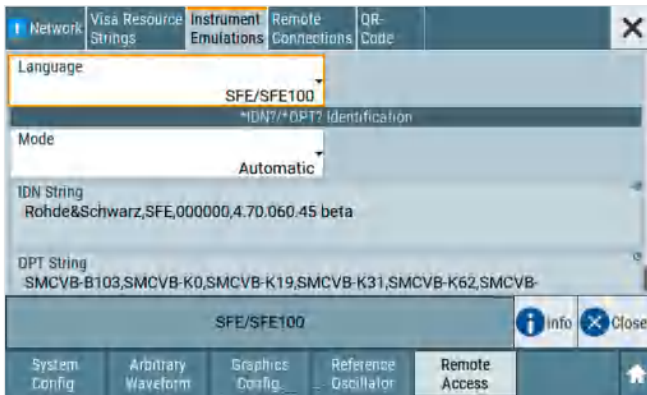 Network
Visa Resource Strings
Instrument Emulations
Remote Connections
QR-Code
Language
SFE/SFE100
*IDN?/*OPT? Identification
Mode
Automatic
IDN String
Rohde&Schwarz,SFE,000000,4.70.060.45 beta
OPT String
SMCVB-B103,SMCVB-K0,SMCVB-K19,SMCVB-K31,SMCVB-K62,SMCVB-
SFE/SFE100
Info
Close
System Config
Arbitrary Waveform
Graphics Config...
Reference Oscillator
Remote Access